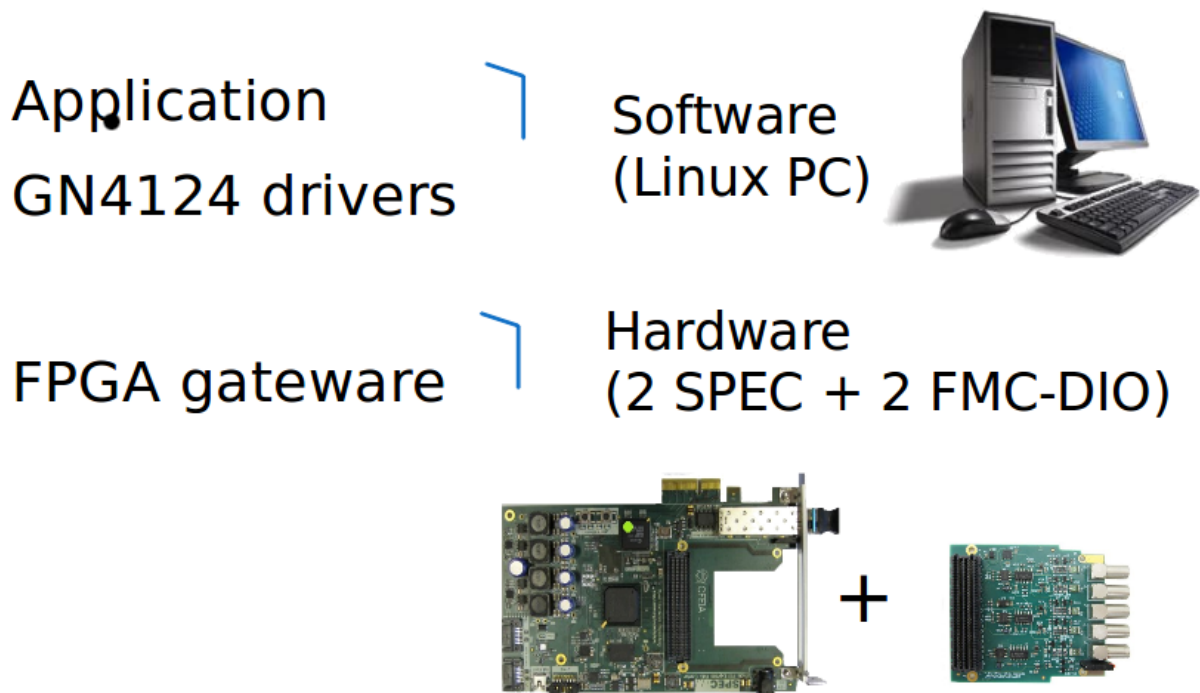 Application
GN4124 drivers
Software
(Linux PC)
FPGA gateware
Hardware
(2 SPEC + 2 FMC-DIO)
+